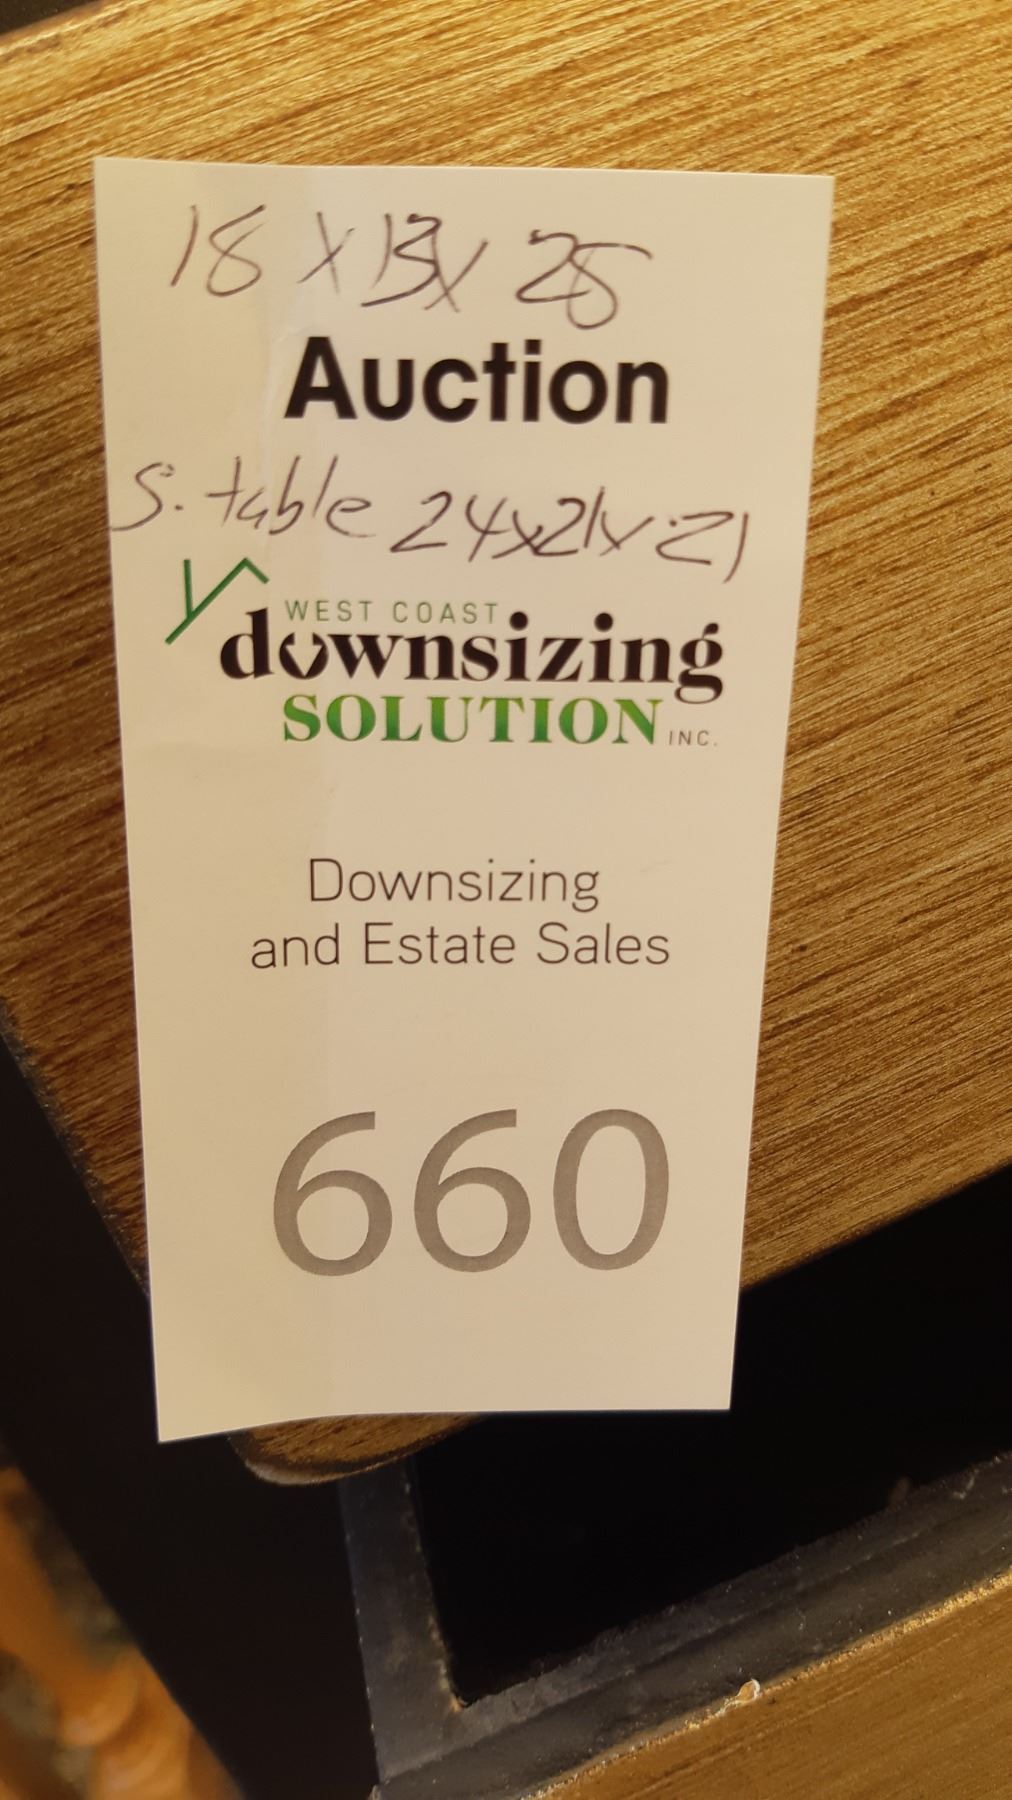 18 x 13 x 25
Auction
S. table 24x21x21
WEST COAST
downsizing
SOLUTION INC.
Downsizing
and Estate Sales
660